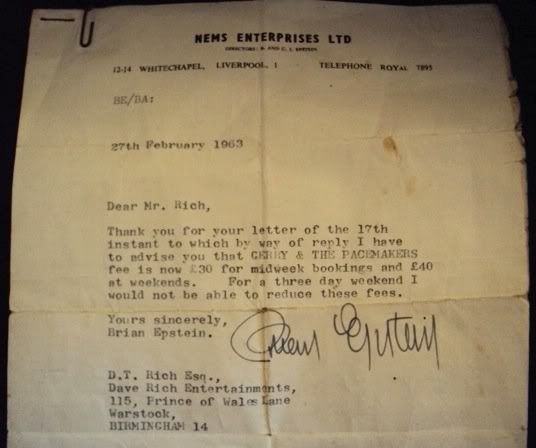 NEMS ENTERPRISES LTD
DIRECTORS: B. AND C. J. EPSTEIN
12-14 WHITECHAPEL, LIVERPOOL, 1 TELEPHONE ROYAL 7895
BE/BA:
27th February 1963
Dear Mr. Rich,
Thank you for your letter of the 17th
instant to which by way of reply I have
to advise you that GERRY & THE PACEMAKERS
fee is now £30 for midweek bookings and £40
at weekends. For a three day weekend I
would not be able to reduce these fees.
Yours sincerely,
Brian Epstein.
Brian Epstein
D.T. Rich Esq.,
Dave Rich Entertainments,
115, Prince of Wales Lane
Warstock,
BIRMINGHAM 14